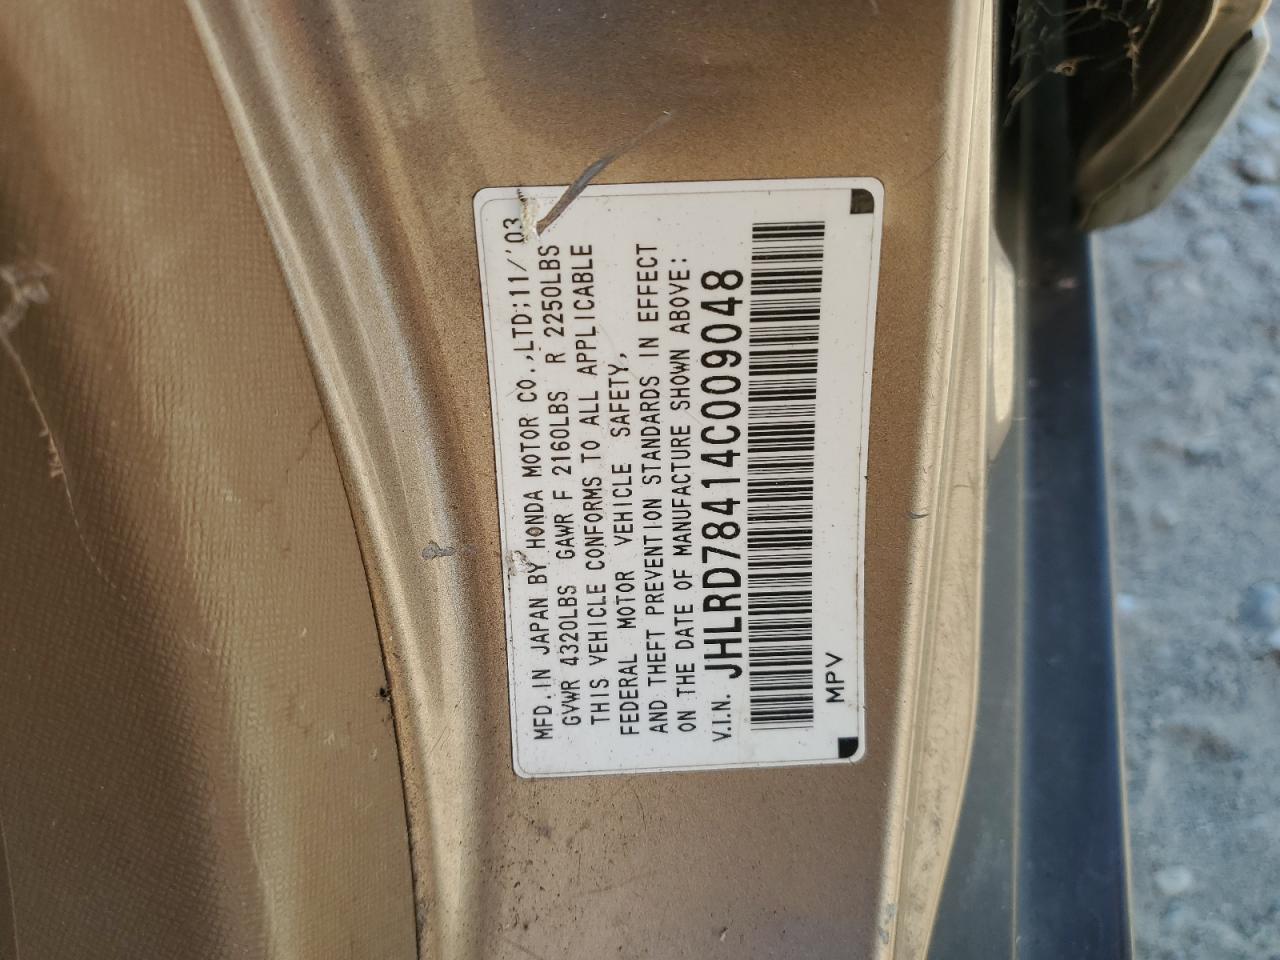 MFD. IN JAPAN BY HONDA MOTOR CO.,LTD:11/'03
GVWR 4320LBS GAWR F 2160LBS R 2250LBS
THIS VEHICLE CONFORMS TO ALL APPLICABLE
FEDERAL MOTOR VEHICLE SAFETY,
AND THEFT PREVENTION STANDARDS IN EFFECT
ON THE DATE OF MANUFACTURE SHOWN ABOVE:
V.I.N. JHLRD78414C009048
MPV